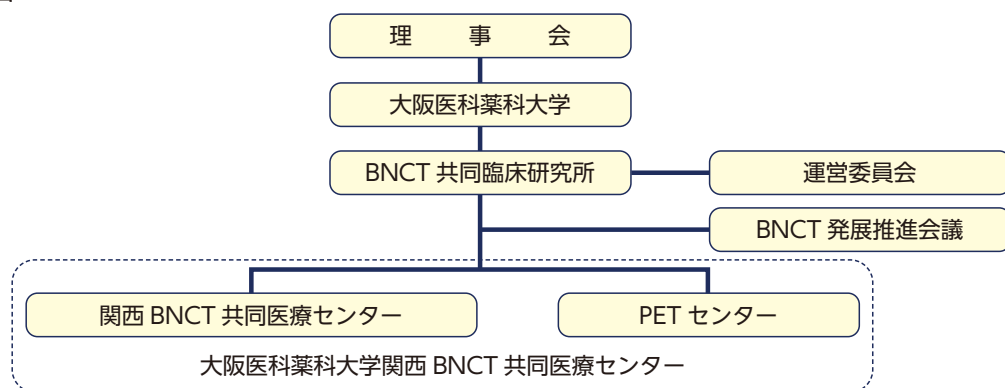 理事会
大阪医科薬科大学
BNCT 共同臨床研究所
運営委員会
BNCT 発展推進会議
関西 BNCT 共同医療センター
PET センター
大阪医科薬科大学関西 BNCT 共同医療センター